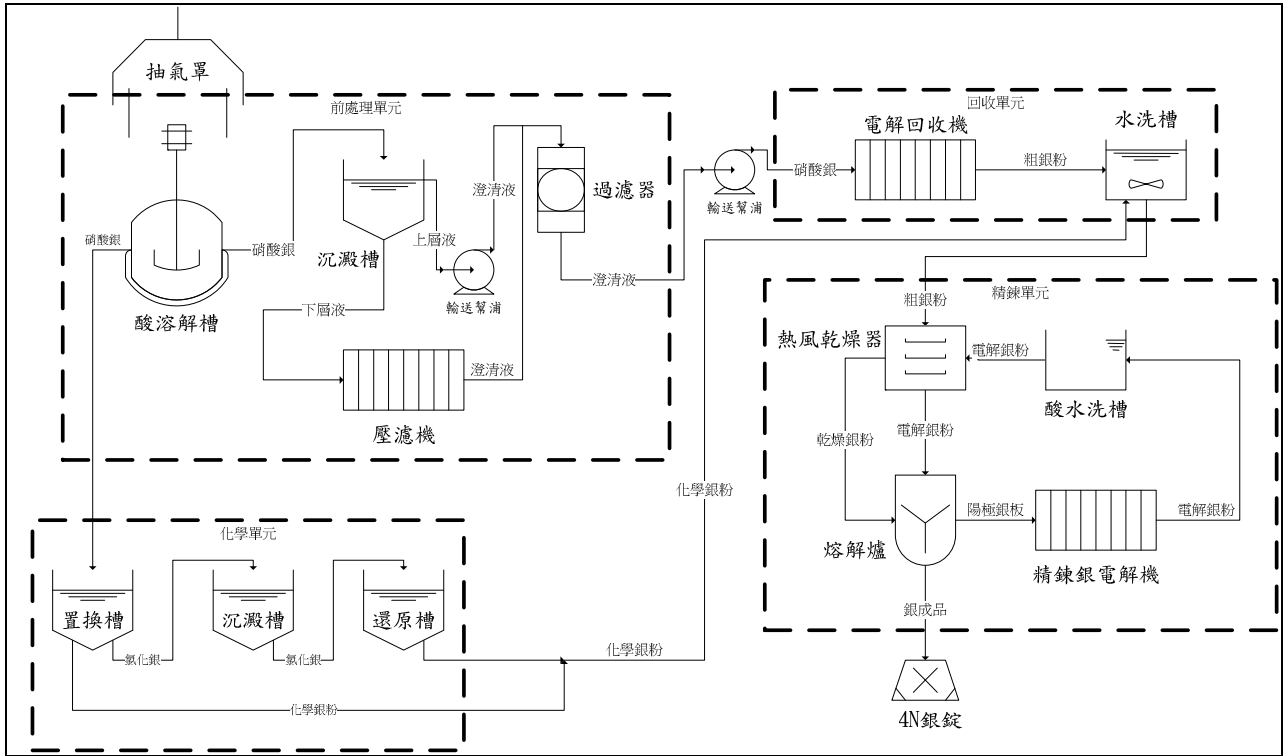 抽氣罩
前處理單元
硝酸銀
硝酸銀
酸溶解槽
沉澱槽
上層液
澄清液
過濾器
輸送幫浦
下層液
澄清液
壓濾機
澄清液
輸送幫浦
回收單元
電解回收機
水洗槽
硝酸銀
粗銀粉
精鍊單元
粗銀粉
熱風乾燥器
電解銀粉
酸水洗槽
乾燥銀粉
電解銀粉
陽極銀板
電解銀粉
熔解爐
精鍊銀電解機
銀成品
4N銀錠
化學銀粉
化學單元
置換槽
沉澱槽
還原槽
氯化銀
氯化銀
化學銀粉
化學銀粉